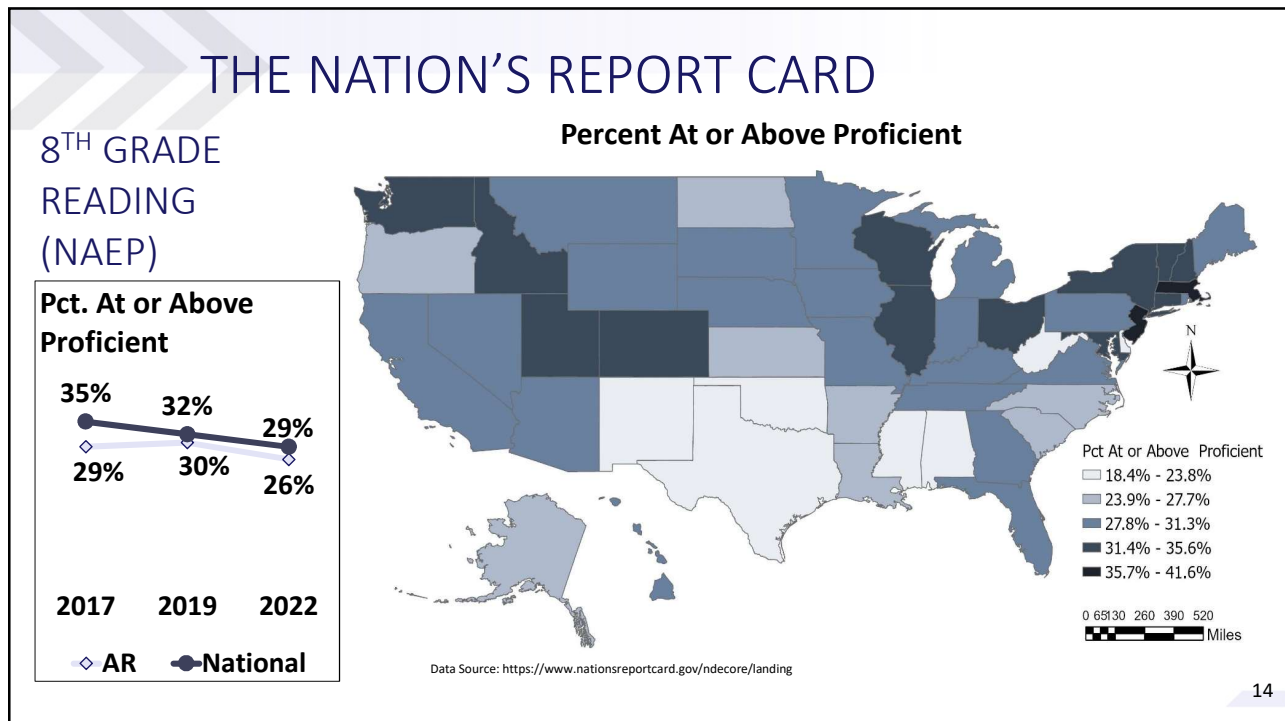 THE NATION'S REPORT CARD
8TH GRADE
READING
(NAEP)
Pct. At or Above
Proficient
35%
32%
29%
29%
30%
26%
2017 2019 2022
AR National
Percent At or Above Proficient
N
Pct At or Above Proficient
18.4% - 23.8%
23.9% - 27.7%
27.8% - 31.3%
31.4% - 35.6%
35.7% - 41.6%
0 65130 260 390 520
Miles
Data Source: https://www.nationsreportcard.gov/ndecore/landing
14